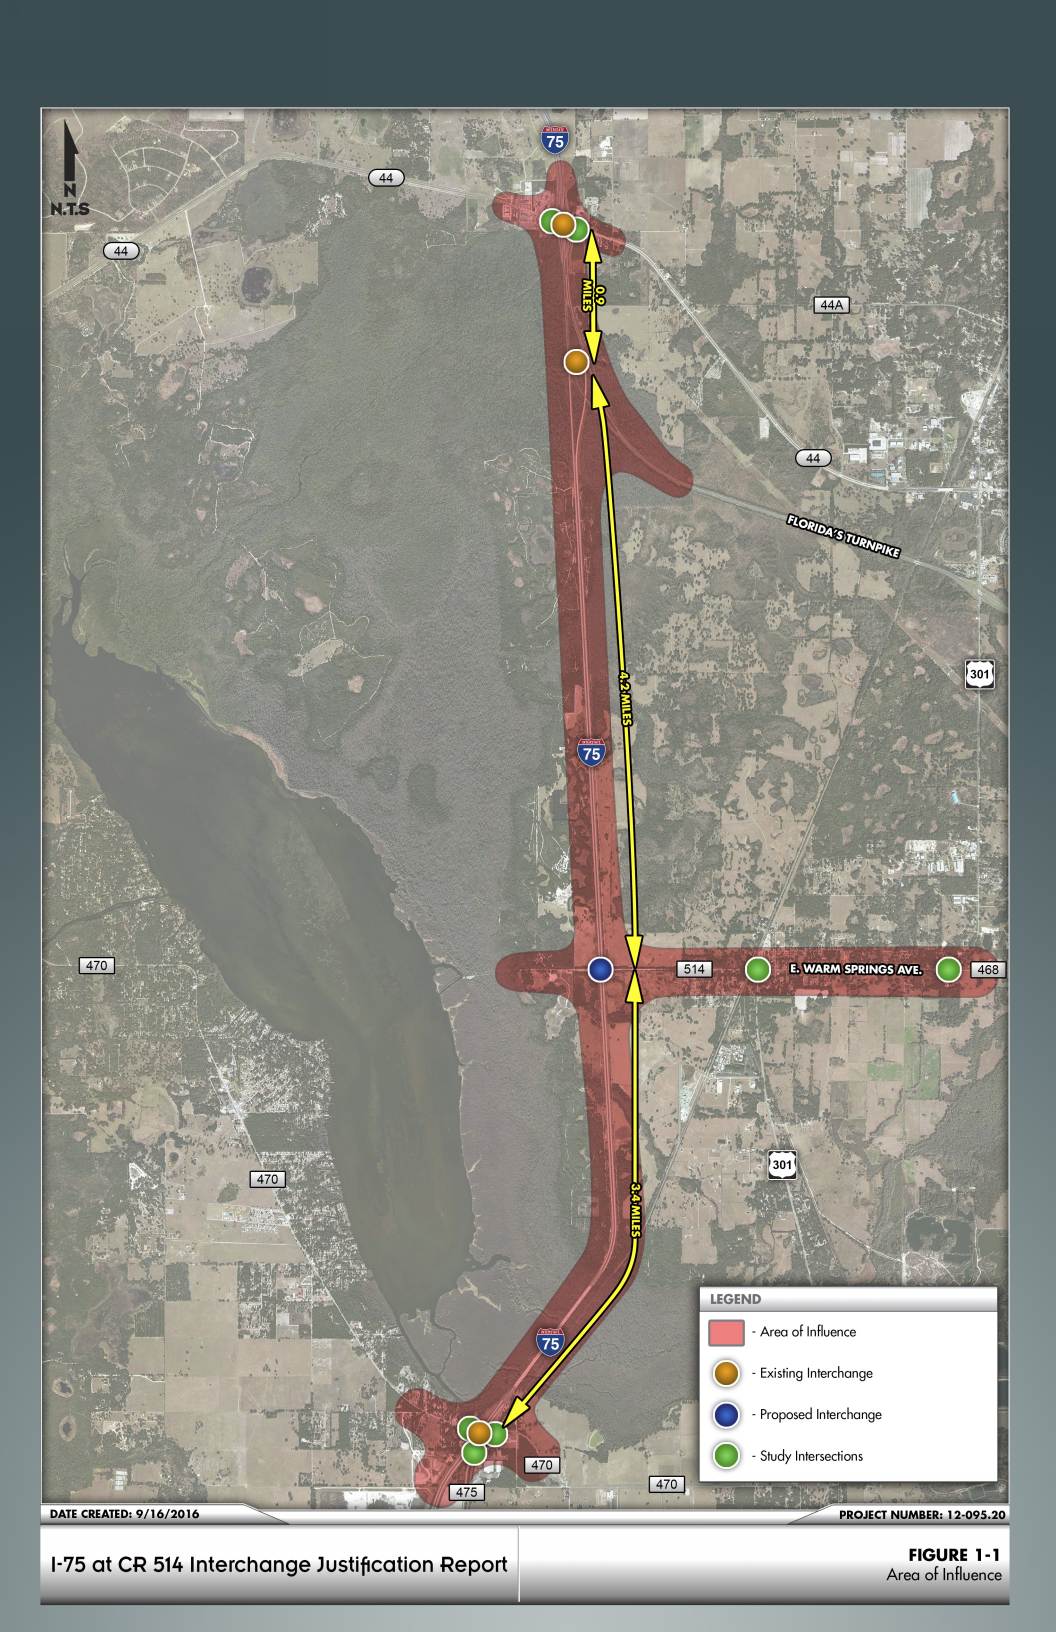 INTERSTATE
75
44
N
N.T.S
44
0.9
MILES
44A
44
FLORIDA'S TURNPIKE
301
4.2 MILES
INTERSTATE
75
470
514
E. WARM SPRINGS AVE.
468
301
470
3.4 MILES
INTERSTATE
75
470
475
470
LEGEND
- Area of Influence
- Existing Interchange
- Proposed Interchange
- Study Intersections
DATE CREATED: 9/16/2016
PROJECT NUMBER: 12-095.20
I-75 at CR 514 Interchange Justification Report
FIGURE 1-1
Area of Influence